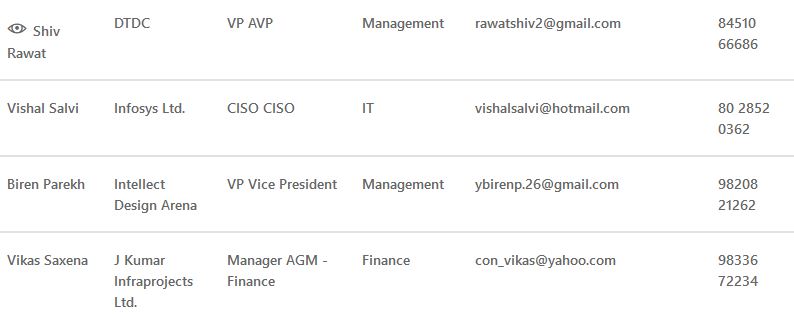 Shiv Rawat DTDC VP AVP Management rawatshiv2@gmail.com 84510 66686
Vishal Salvi Infosys Ltd. CISO CISO IT vishalsalvi@hotmail.com 80 2852 0362
Biren Parekh Intellect Design Arena VP Vice President Management ybirenp.26@gmail.com 98208 21262
Vikas Saxena J Kumar Infraprojects Ltd. Manager AGM - Finance Finance con_vikas@yahoo.com 98336 72234